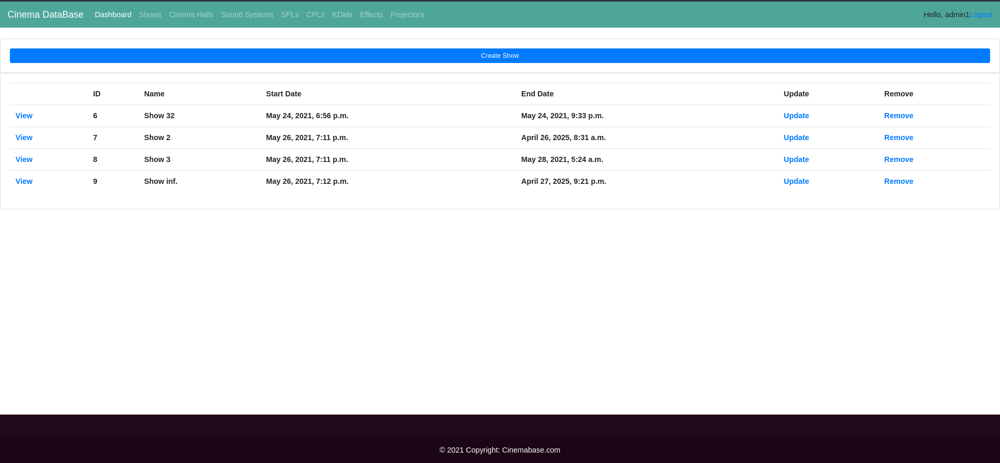 Cinema DataBase Dashboard Shows Cinema Halls Sound Systems SPLs CPLs KDMs Effects Projectors Hello, admin1Logout
Create Show
ID Name Start Date End Date Update Remove
View 6 Show 32 May 24, 2021, 6:56 p.m. May 24, 2021, 9:33 p.m. Update Remove
View 7 Show 2 May 26, 2021, 7:11 p.m. April 26, 2025, 8:31 a.m. Update Remove
View 8 Show 3 May 26, 2021, 7:11 p.m. May 28, 2021, 5:24 a.m. Update Remove
View 9 Show inf. May 26, 2021, 7:12 p.m. April 27, 2025, 9:21 p.m. Update Remove
© 2021 Copyright: Cinemabase.com